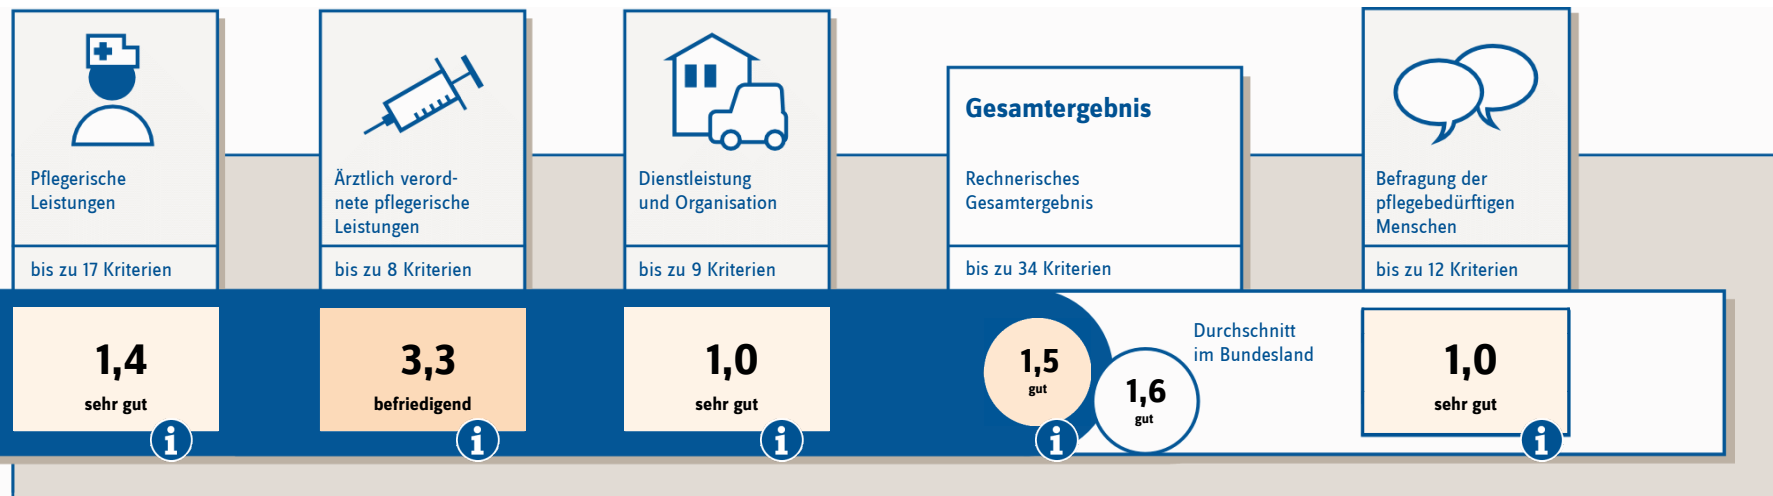 Pflegerische
Leistungen
bis zu 17 Kriterien
1,4
sehr gut
i
Ärztlich verord-
nete pflegerische
Leistungen
bis zu 8 Kriterien
3,3
befriedigend
i
Dienstleistung
und Organisation
bis zu 9 Kriterien
1,0
sehr gut
i
Gesamtergebnis
Rechnerisches
Gesamtergebnis
bis zu 34 Kriterien
1,5
gut
i
1,6
gut
Durchschnitt
im Bundesland
Befragung der
pflegebedürftigen
Menschen
bis zu 12 Kriterien
1,0
sehr gut
i